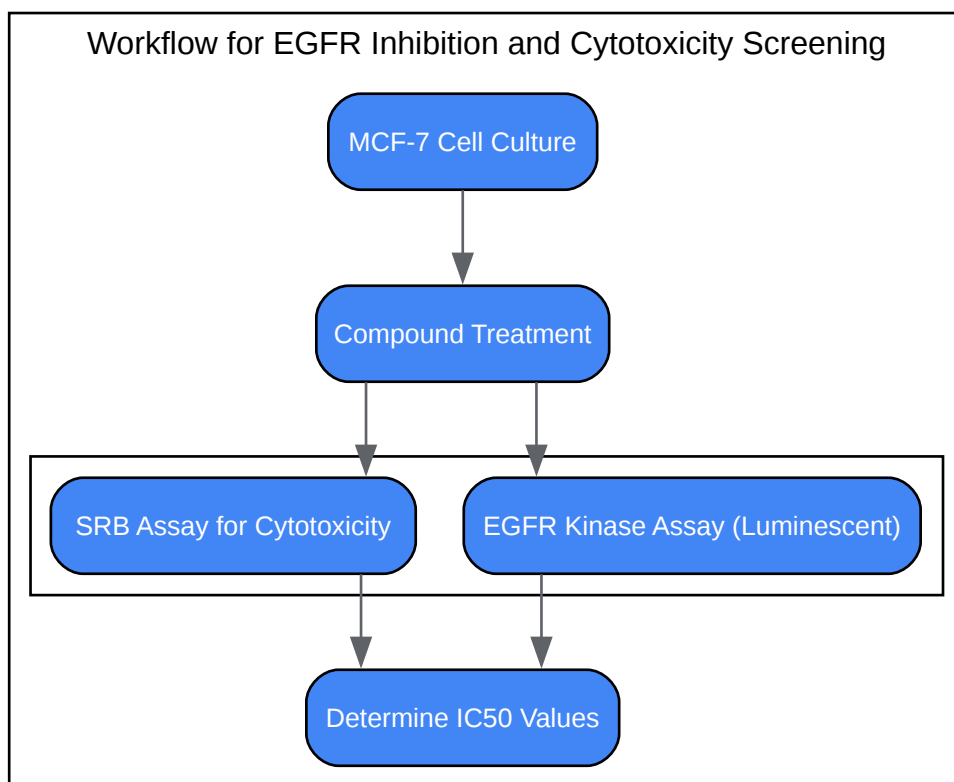 Workflow for EGFR Inhibition and Cytotoxicity Screening
MCF-7 Cell Culture
Compound Treatment
SRB Assay for Cytotoxicity
EGFR Kinase Assay (Luminescent)
Determine IC50 Values